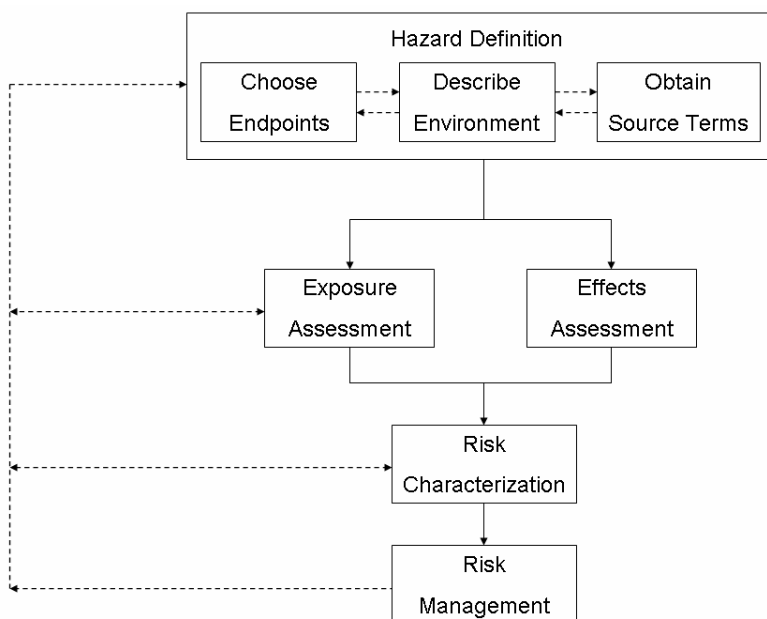 Hazard Definition
Choose
Endpoints
Describe
Environment
Obtain
Source Terms
Exposure
Assessment
Effects
Assessment
Risk
Characterization
Risk
Management